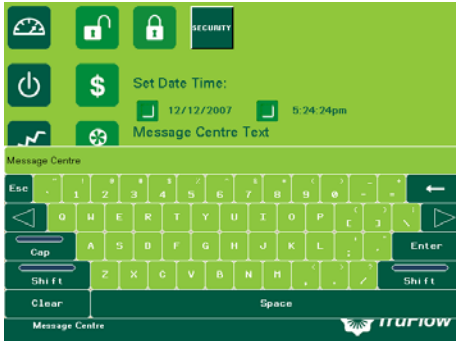 SECURITY
$
Set Date Time:
12/12/2007 5:24:24pm
Message Centre Text
Message Centre
Esc 1 2 3 4 5 6 7 8 9 0 - =
Q W E R T Y U I O P [ ] \
Cap A S D F G H J K L ; ' Enter
Shift Z X C V B N M , . / Shift
Clear Space
Message Centre TruFlow